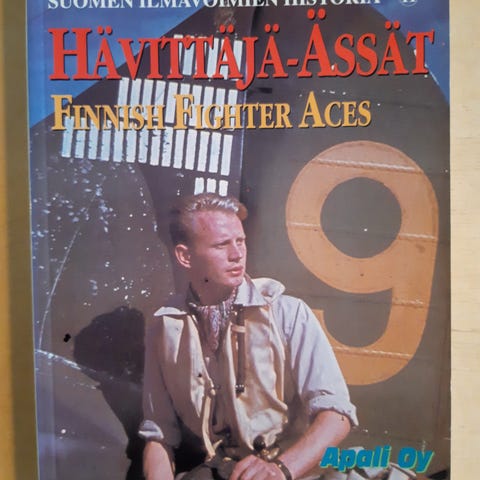 SUOMEN ILMAVOIMIEN HISTORIA 11
HÄVITTÄJÄ-ÄSSÄT
FINNISH FIGHTER ACES
9
Apali Oy